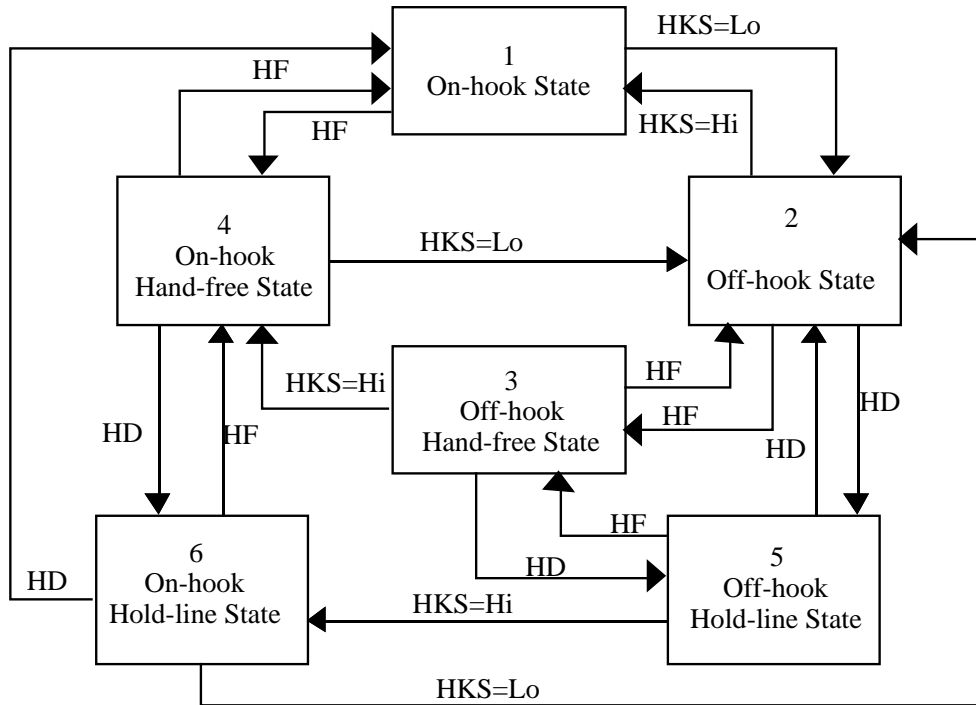 1
On-hook State
HKS=Lo
HF
HF
HKS=Hi
4
On-hook
Hand-free State
HKS=Lo
2
Off-hook State
HKS=Hi
3
Off-hook
Hand-free State
HF
HF
HD
HD
HD
HF
HF
HD
6
On-hook
Hold-line State
HD
HKS=Hi
5
Off-hook
Hold-line State
HKS=Lo